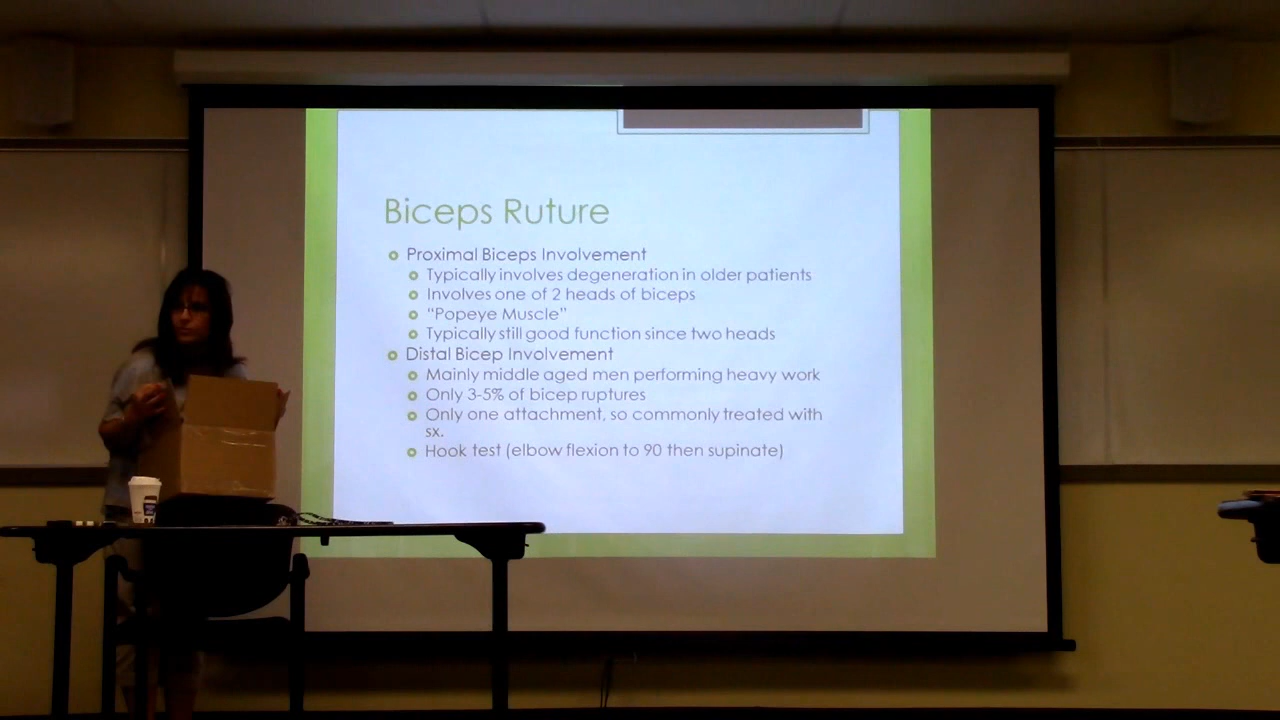 Biceps Ruture
Proximal Biceps Involvement
Typically involves degeneration in older patients
Involves one of 2 heads of biceps
“Popeye Muscle”
Typically still good function since two heads
Distal Bicep Involvement
Mainly middle aged men performing heavy work
Only 3-5% of bicep ruptures
Only one attachment, so commonly treated with
sx.
Hook test (elbow flexion to 90 then supinate)